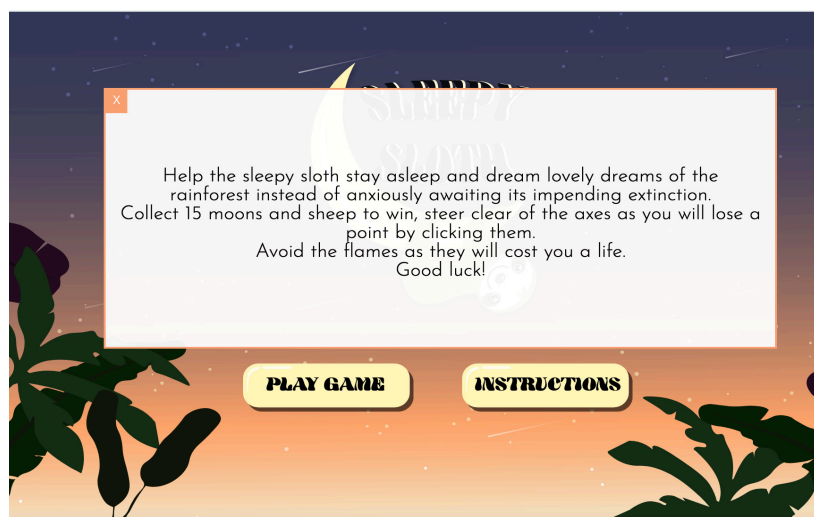 SLEEPY
SLOTH
X
Help the sleepy sloth stay asleep and dream lovely dreams of the
rainforest instead of anxiously awaiting its impending extinction.
Collect 15 moons and sheep to win, steer clear of the axes as you will lose a
point by clicking them.
Avoid the flames as they will cost you a life.
Good luck!
PLAY GAME
INSTRUCTIONS